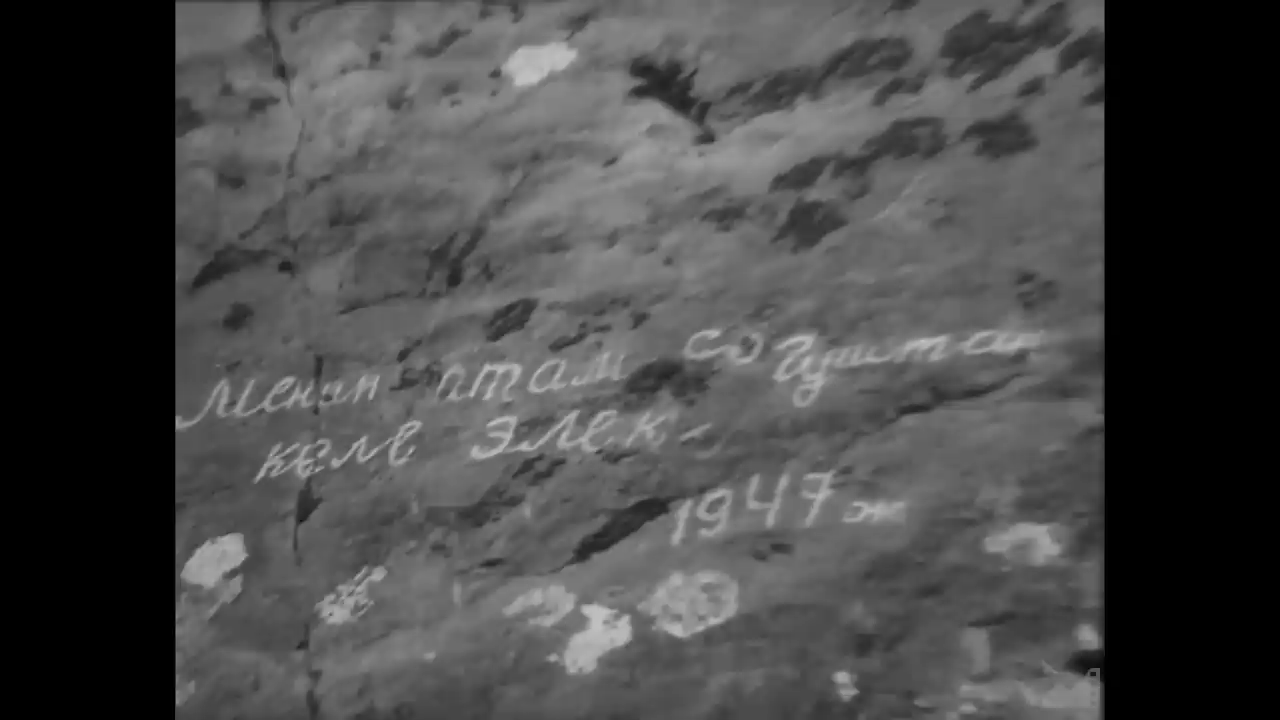 Менин атам согуштан
келе элек -
1947 ж